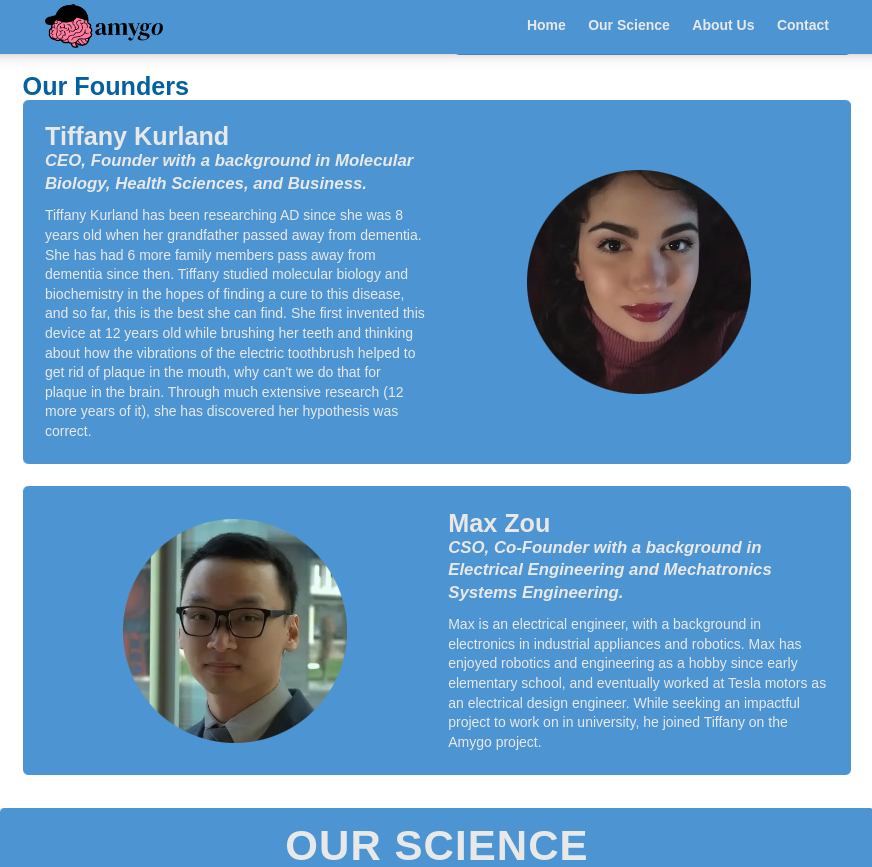 amygo
Home Our Science About Us Contact
Our Founders
Tiffany Kurland
CEO, Founder with a background in Molecular
Biology, Health Sciences, and Business.
Tiffany Kurland has been researching AD since she was 8
years old when her grandfather passed away from dementia.
She has had 6 more family members pass away from
dementia since then. Tiffany studied molecular biology and
biochemistry in the hopes of finding a cure to this disease,
and so far, this is the best she can find. She first invented this
device at 12 years old while brushing her teeth and thinking
about how the vibrations of the electric toothbrush helped to
get rid of plaque in the mouth, why can't we do that for
plaque in the brain. Through much extensive research (12
more years of it), she has discovered her hypothesis was
correct.
Max Zou
CSO, Co-Founder with a background in
Electrical Engineering and Mechatronics
Systems Engineering.
Max is an electrical engineer, with a background in
electronics in industrial appliances and robotics. Max has
enjoyed robotics and engineering as a hobby since early
elementary school, and eventually worked at Tesla motors as
an electrical design engineer. While seeking an impactful
project to work on in university, he joined Tiffany on the
Amygo project.
OUR SCIENCE